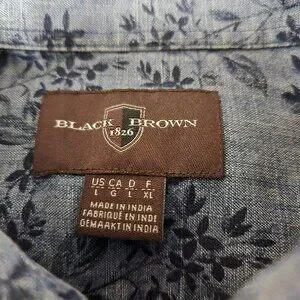 BLACK BROWN
1826
US CA D F
L G L XL
MADE IN INDIA
FABRIQUÉ EN INDE
GEMAAKT IN INDIA